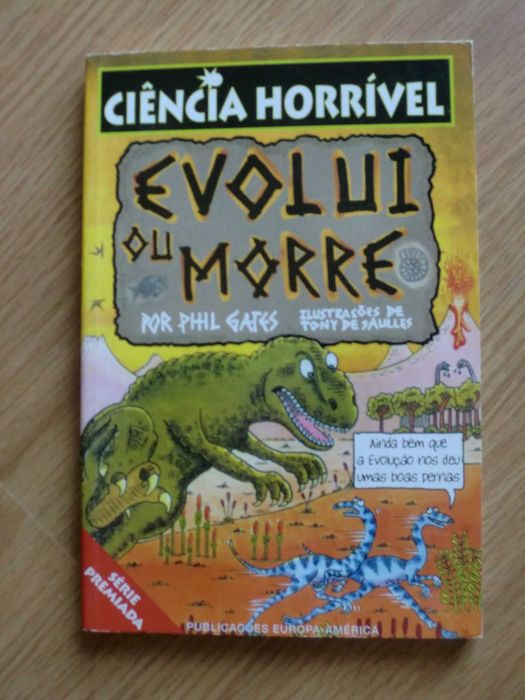 CIÊNCIA HORRÍVEL
EVOLUI
OU MORRE
POR PHIL GATES
ILUSTRAÇÕES DE
TONY DE SAULLES
Ainda bem que
a Evolução nos deu
umas boas pernas
SÉRIE
PREMIADA
PUBLICAÇÕES EUROPA-AMÉRICA